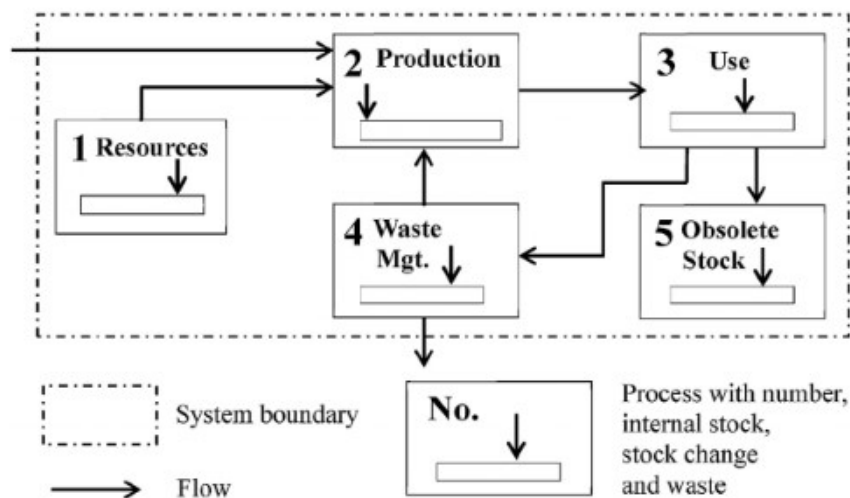 2 Production
3 Use
1 Resources
4 Waste
Mgt.
5 Obsolete
Stock
System boundary
Flow
No.
Process with number,
internal stock,
stock change
and waste